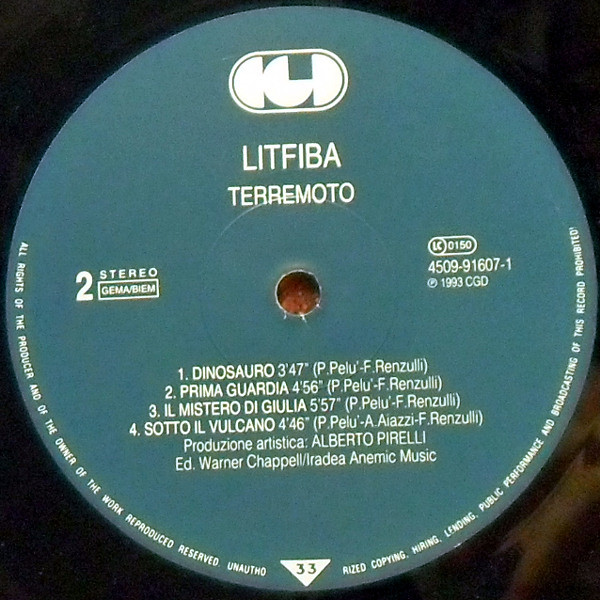 LITFIBA
TERREMOTO
2 STEREO
GEMA/BIEM
LC 0150
4509-91607-1
℗ 1993 CGD
1. DINOSAURO 3'47" (P.Pelu'-F.Renzulli)
2. PRIMA GUARDIA 4'56" (P.Pelu'-F.Renzulli)
3. IL MISTERO DI GIULIA 5'57" (P.Pelu'-F.Renzulli)
4. SOTTO IL VULCANO 4'46" (P.Pelu'-A.Aiazzi-F.Renzulli)
Produzione artistica: ALBERTO PIRELLI
Ed. Warner Chappell/Iradea Anemic Music
ALL RIGHTS OF THE PRODUCER AND OF THE OWNER OF THE WORK REPRODUCED RESERVED. UNAUTHO
33
RIZED COPYING, HIRING, LENDING, PUBLIC PERFORMANCE AND BROADCASTING OF THIS RECORD PROHIBITED!